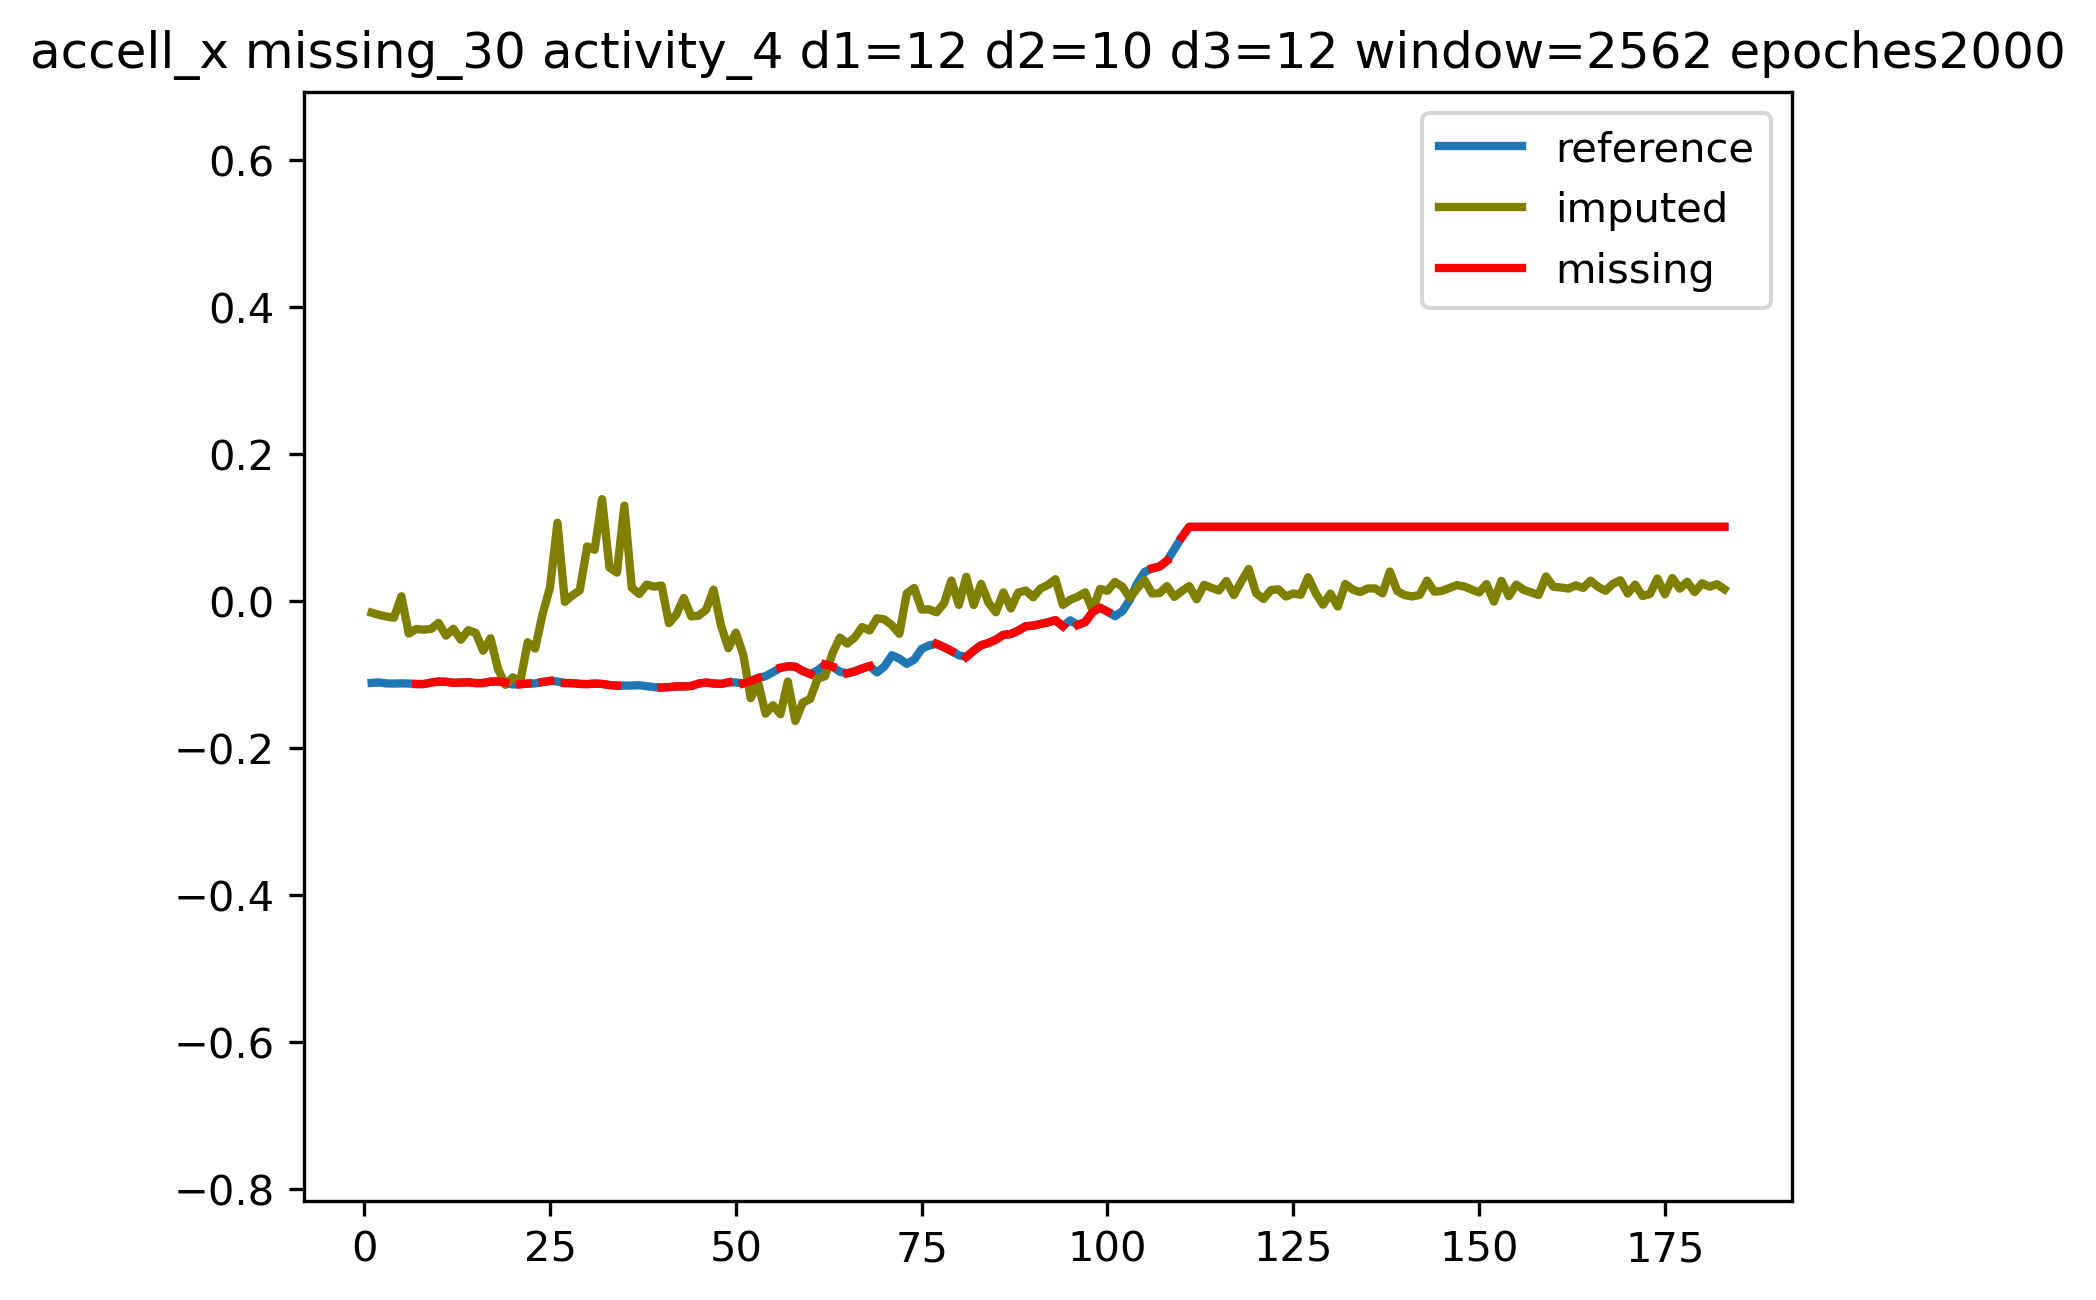 accell_x missing_30 activity_4 d1=12 d2=10 d3=12 window=2562 epoches2000
reference
imputed
missing
0.6
0.4
0.2
0.0
−0.2
−0.4
−0.6
−0.8
0 25 50 75 100 125 150 175